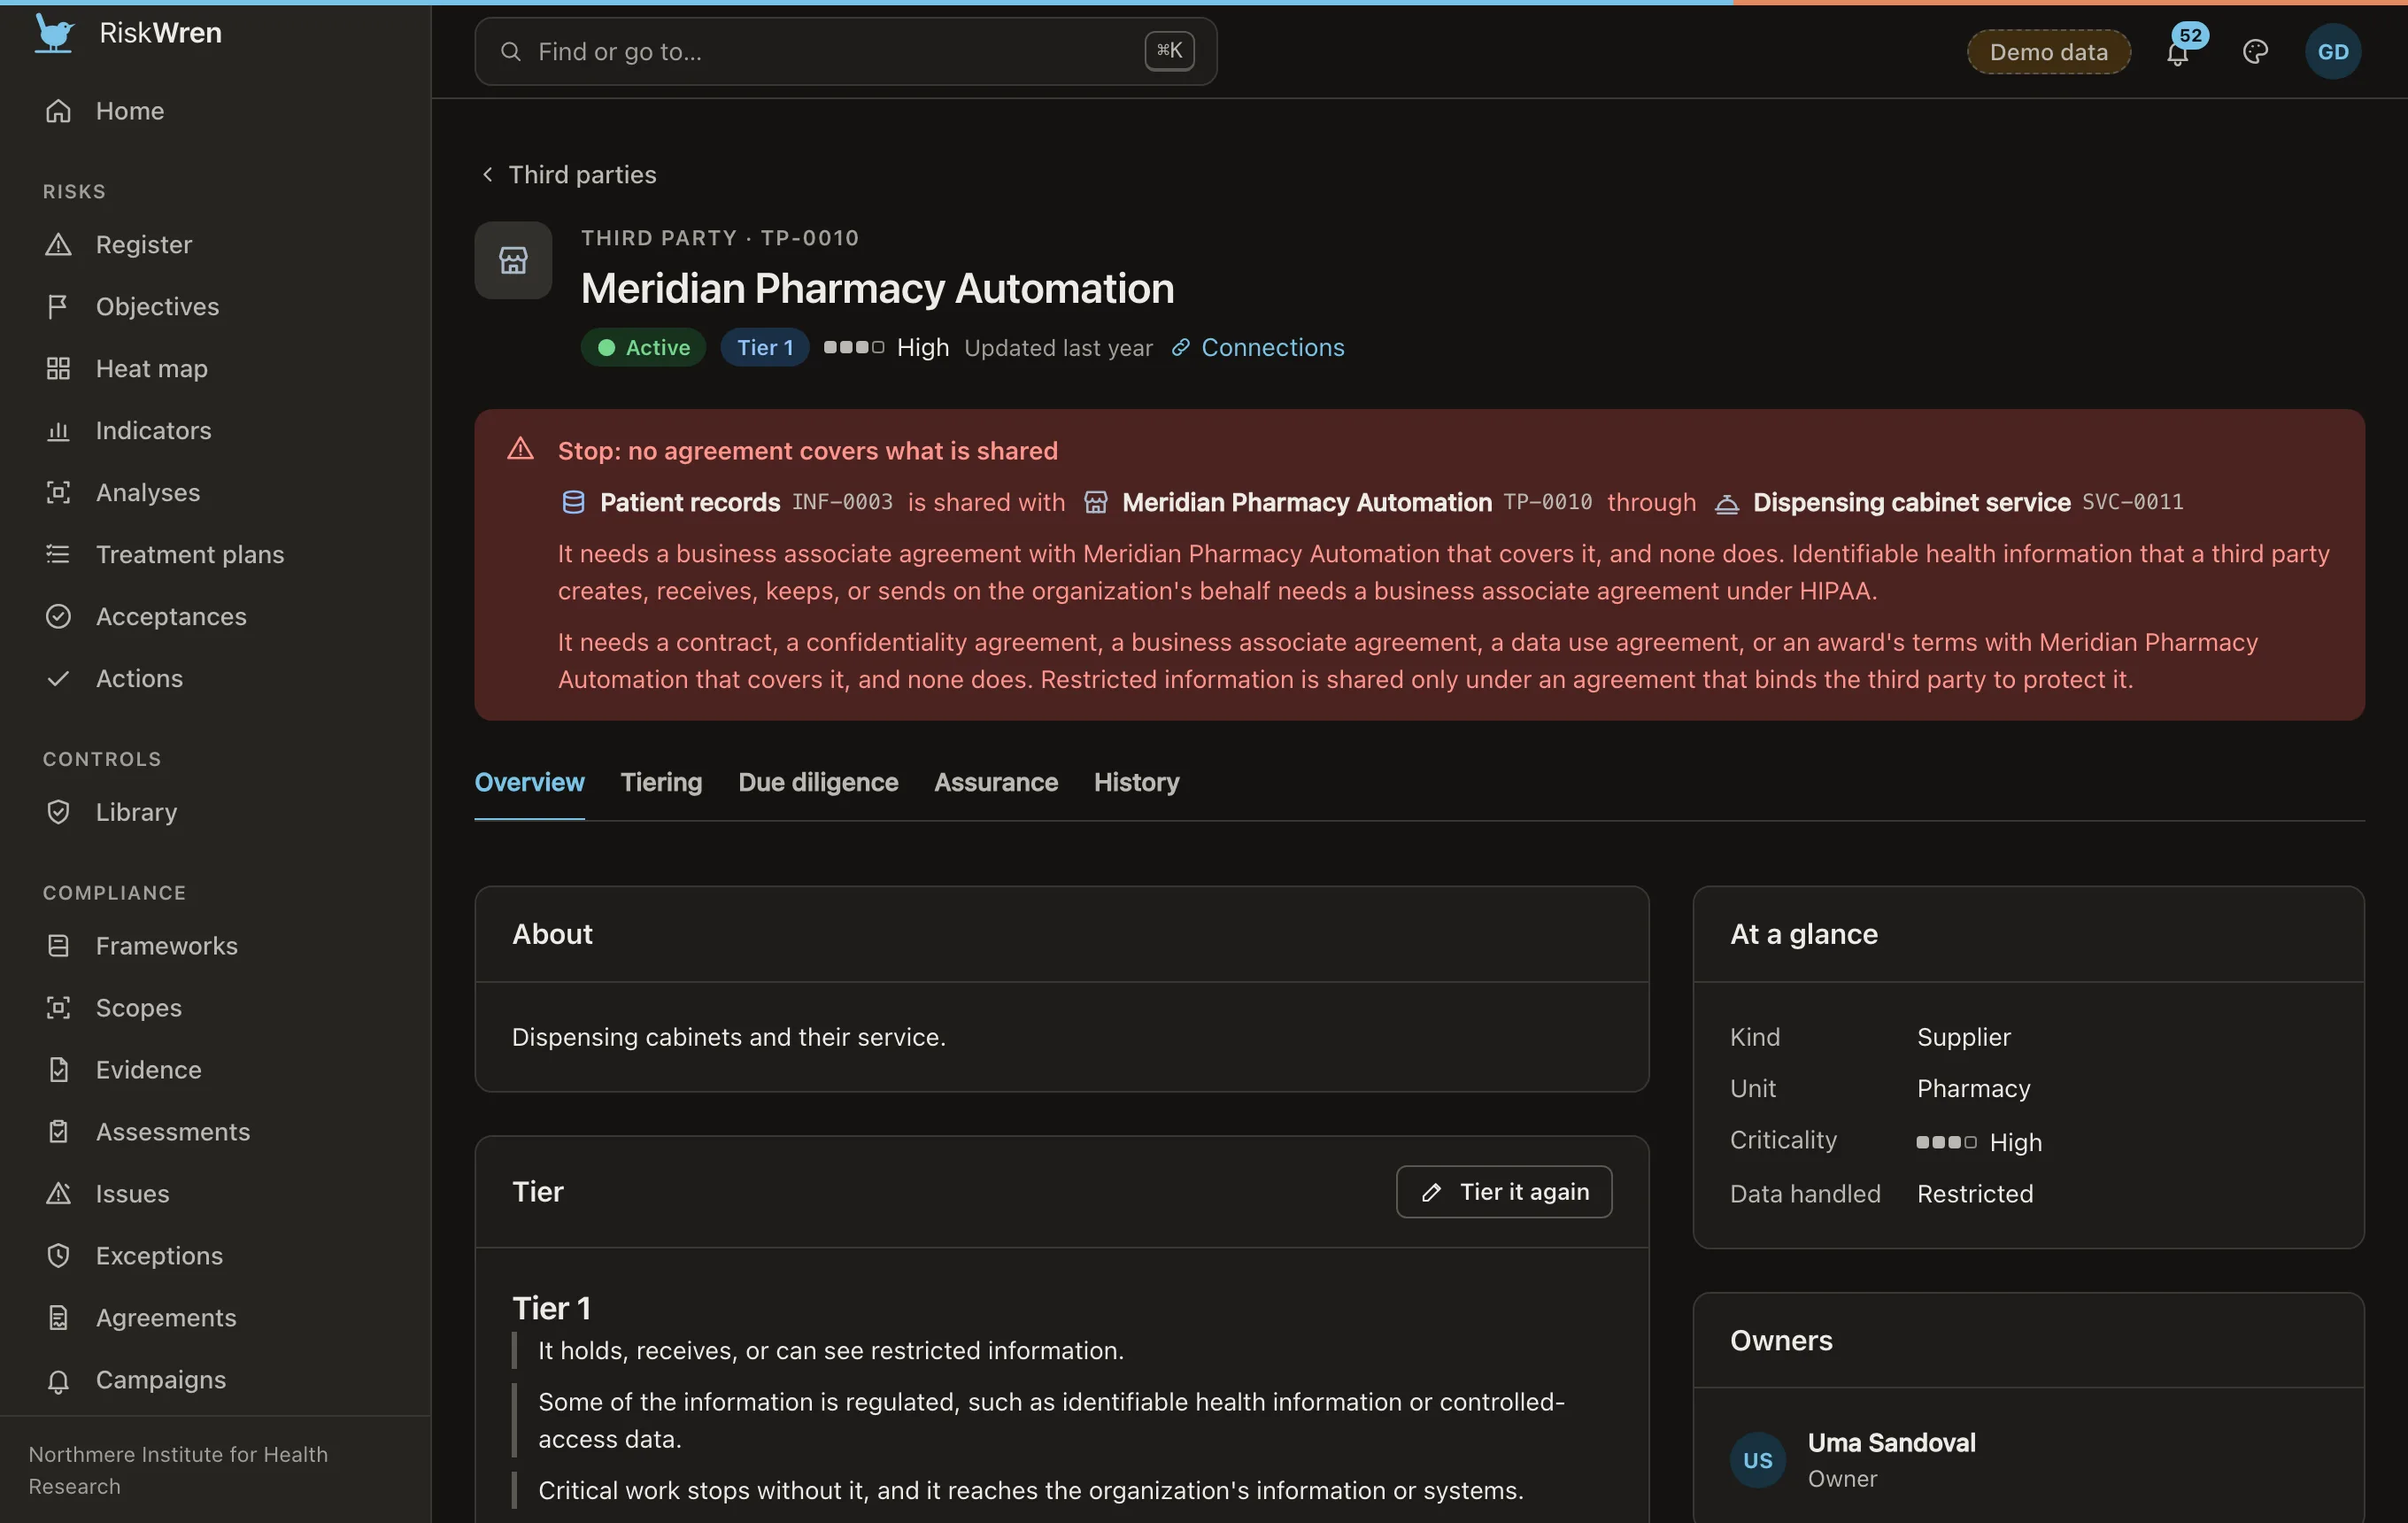 RiskWren
Find or go to...
⌘K
Demo data
52
GD
Home
RISKS
Register
Objectives
Heat map
Indicators
Analyses
Treatment plans
Acceptances
Actions
CONTROLS
Library
COMPLIANCE
Frameworks
Scopes
Evidence
Assessments
Issues
Exceptions
Agreements
Campaigns
Northmere Institute for Health
Research
Third parties
THIRD PARTY · TP-0010
Meridian Pharmacy Automation
Active
Tier 1
High
Updated last year
Connections
Stop: no agreement covers what is shared
Patient records INF-0003 is shared with Meridian Pharmacy Automation TP-0010 through Dispensing cabinet service SVC-0011
It needs a business associate agreement with Meridian Pharmacy Automation that covers it, and none does. Identifiable health information that a third party
creates, receives, keeps, or sends on the organization's behalf needs a business associate agreement under HIPAA.
It needs a contract, a confidentiality agreement, a business associate agreement, a data use agreement, or an award's terms with Meridian Pharmacy
Automation that covers it, and none does. Restricted information is shared only under an agreement that binds the third party to protect it.
Overview
Tiering
Due diligence
Assurance
History
About
Dispensing cabinets and their service.
Tier
Tier it again
Tier 1
It holds, receives, or can see restricted information.
Some of the information is regulated, such as identifiable health information or controlled-
access data.
Critical work stops without it, and it reaches the organization's information or systems.
At a glance
Kind Supplier
Unit Pharmacy
Criticality High
Data handled Restricted
Owners
US
Uma Sandoval
Owner